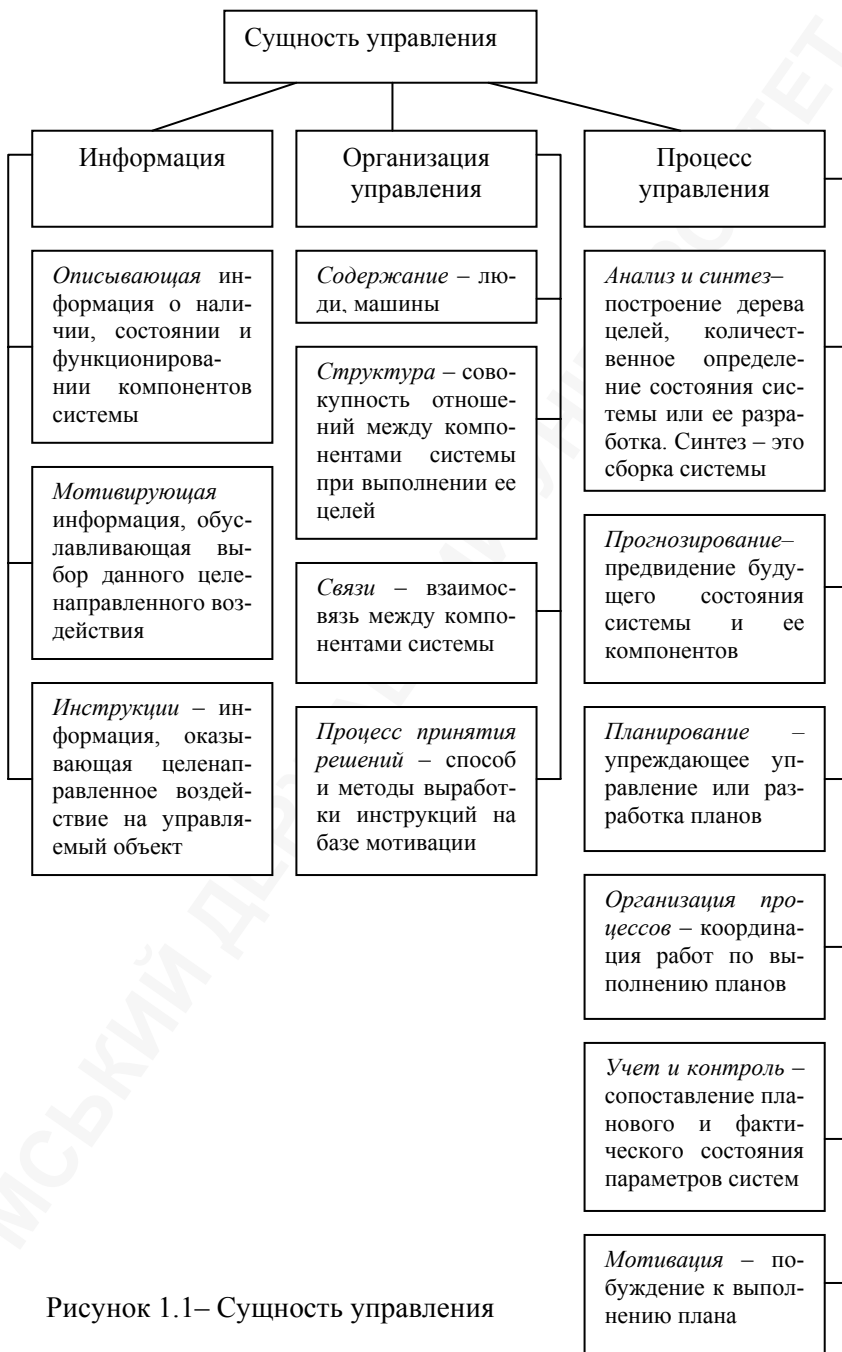 Сущность управления
Информация
Описывающая ин-
формация о нали-
чии, состоянии и
функционирова-
нии компонентов
системы
Мотивирующая
информация, обус-
лавливающая вы-
бор данного целе-
направленного воз-
действия
Инструкции – ин-
формация, оказы-
вающая целенап-
равленное воздей-
ствие на управля-
емый объект
Организация
управления
Содержание – лю-
ди, машины
Структура – сово-
купность отноше-
ний между компо-
нентами системы
при выполнении ее
целей
Связи – взаимос-
вязь между компо-
нентами системы
Процесс принятия
решений – способ
и методы выработ-
ки инструкций на
базе мотивации
Процесс
управления
Анализ и синтез–
построение дерева
целей, количест-
венное определе-
ние состояния сис-
темы или ее разра-
ботка. Синтез – это
сборка системы
Прогнозирование–
предвидение буду-
щего состояния
системы и ее
компонентов
Планирование –
упреждающее уп-
равление или раз-
работка планов
Организация про-
цессов – координа-
ция работ по вы-
полнению планов
Учет и контроль –
сопоставление пла-
нового и факти-
ческого состояния
параметров систем
Мотивация – по-
буждение к выпол-
нению плана
Рисунок 1.1– Сущность управления